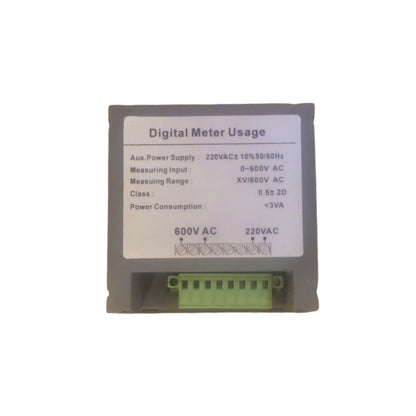 Digital Meter Usage
Aux.Power Supply : 220VAC± 10%50/60Hz
Measuring Input : 0~600V AC
Measuing Range : XV/600V AC
Class : 0.5± 2D
Power Consumption : <3VA
600V AC 220VAC